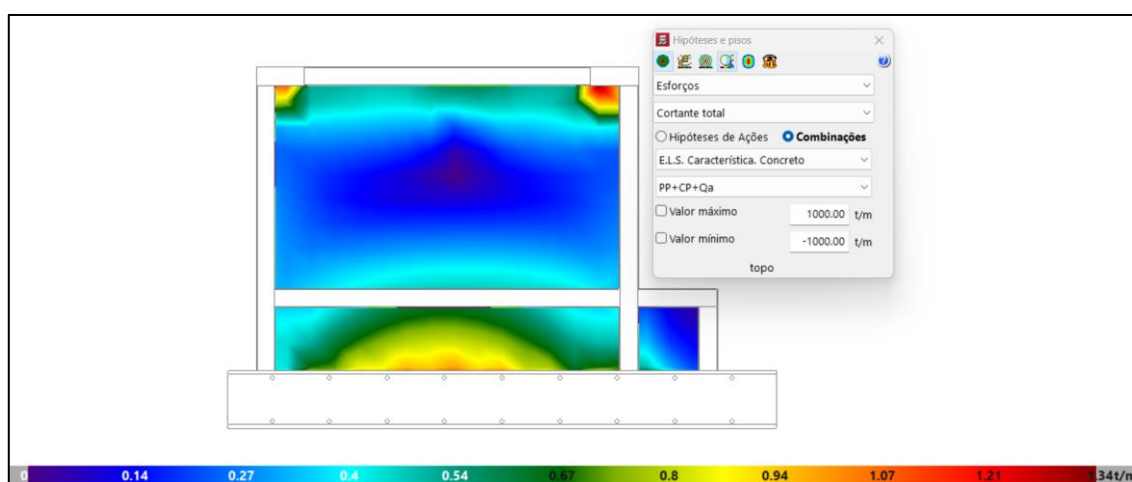 Hipóteses e pisos
Esforços
Cortante total
Hipóteses de Ações Combinações
E.L.S. Característica. Concreto
PP+CP+Qa
Valor máximo 1000.00 t/m
Valor mínimo -1000.00 t/m
topo
0 0.14 0.27 0.4 0.54 0.67 0.8 0.94 1.07 1.21 1.34t/m